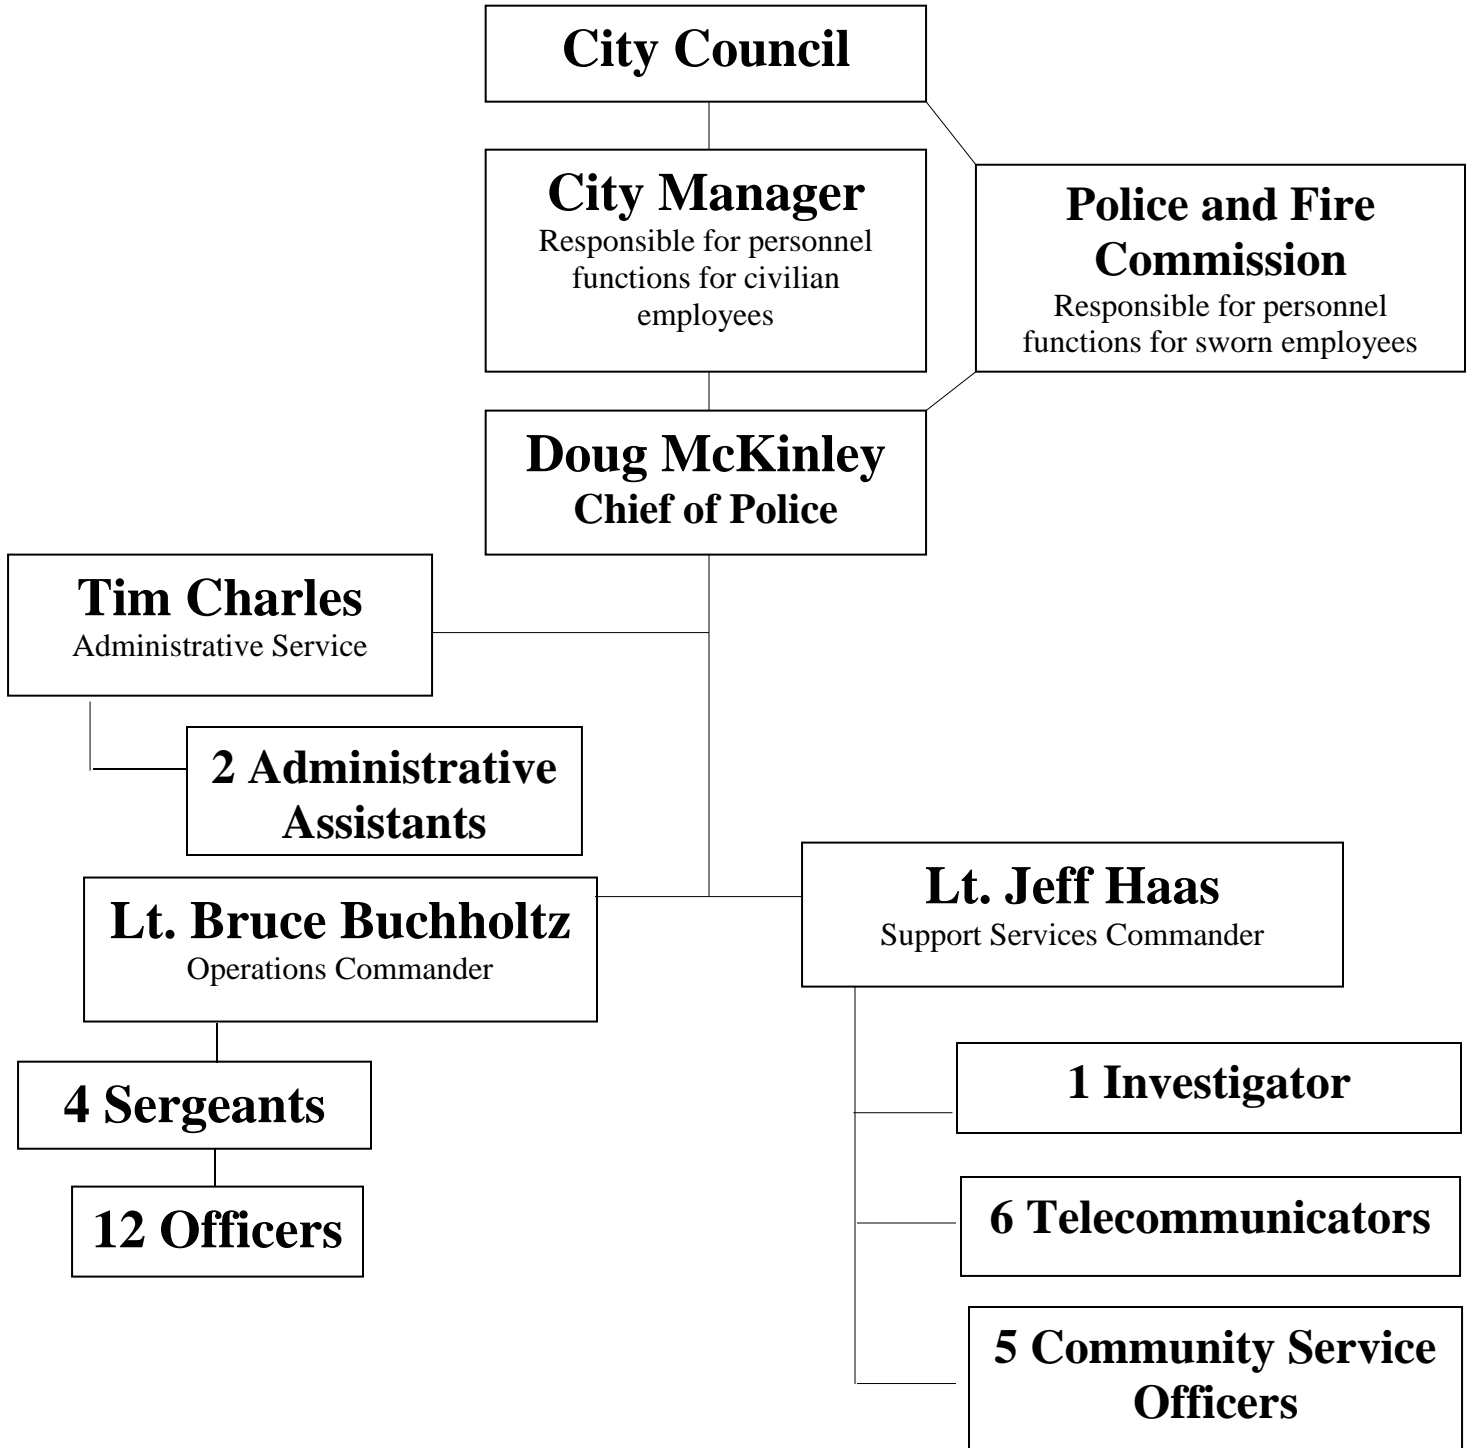 City Council
City Manager
Responsible for personnel
functions for civilian
employees
Police and Fire
Commission
Responsible for personnel
functions for sworn employees
Doug McKinley
Chief of Police
Tim Charles
Administrative Service
2 Administrative
Assistants
Lt. Bruce Buchholtz
Operations Commander
4 Sergeants
12 Officers
Lt. Jeff Haas
Support Services Commander
1 Investigator
6 Telecommunicators
5 Community Service
Officers